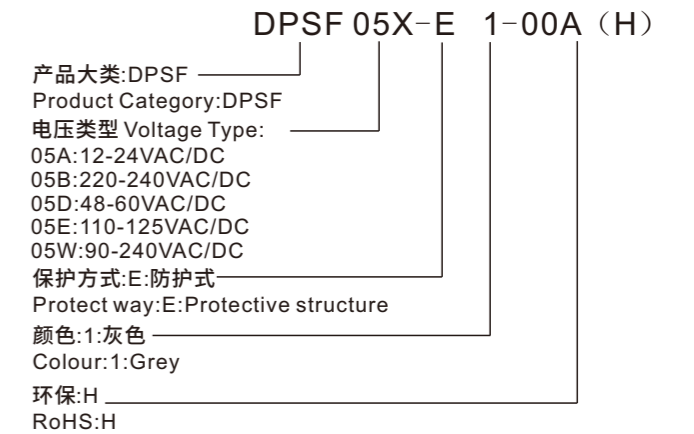 DPSF 05X-E 1-00A（H）
产品大类:DPSF
Product Category:DPSF
电压类型 Voltage Type:
05A:12-24VAC/DC
05B:220-240VAC/DC
05D:48-60VAC/DC
05E:110-125VAC/DC
05W:90-240VAC/DC
保护方式:E:防护式
Protect way:E:Protective structure
颜色:1:灰色
Colour:1:Grey
环保:H
RoHS:H